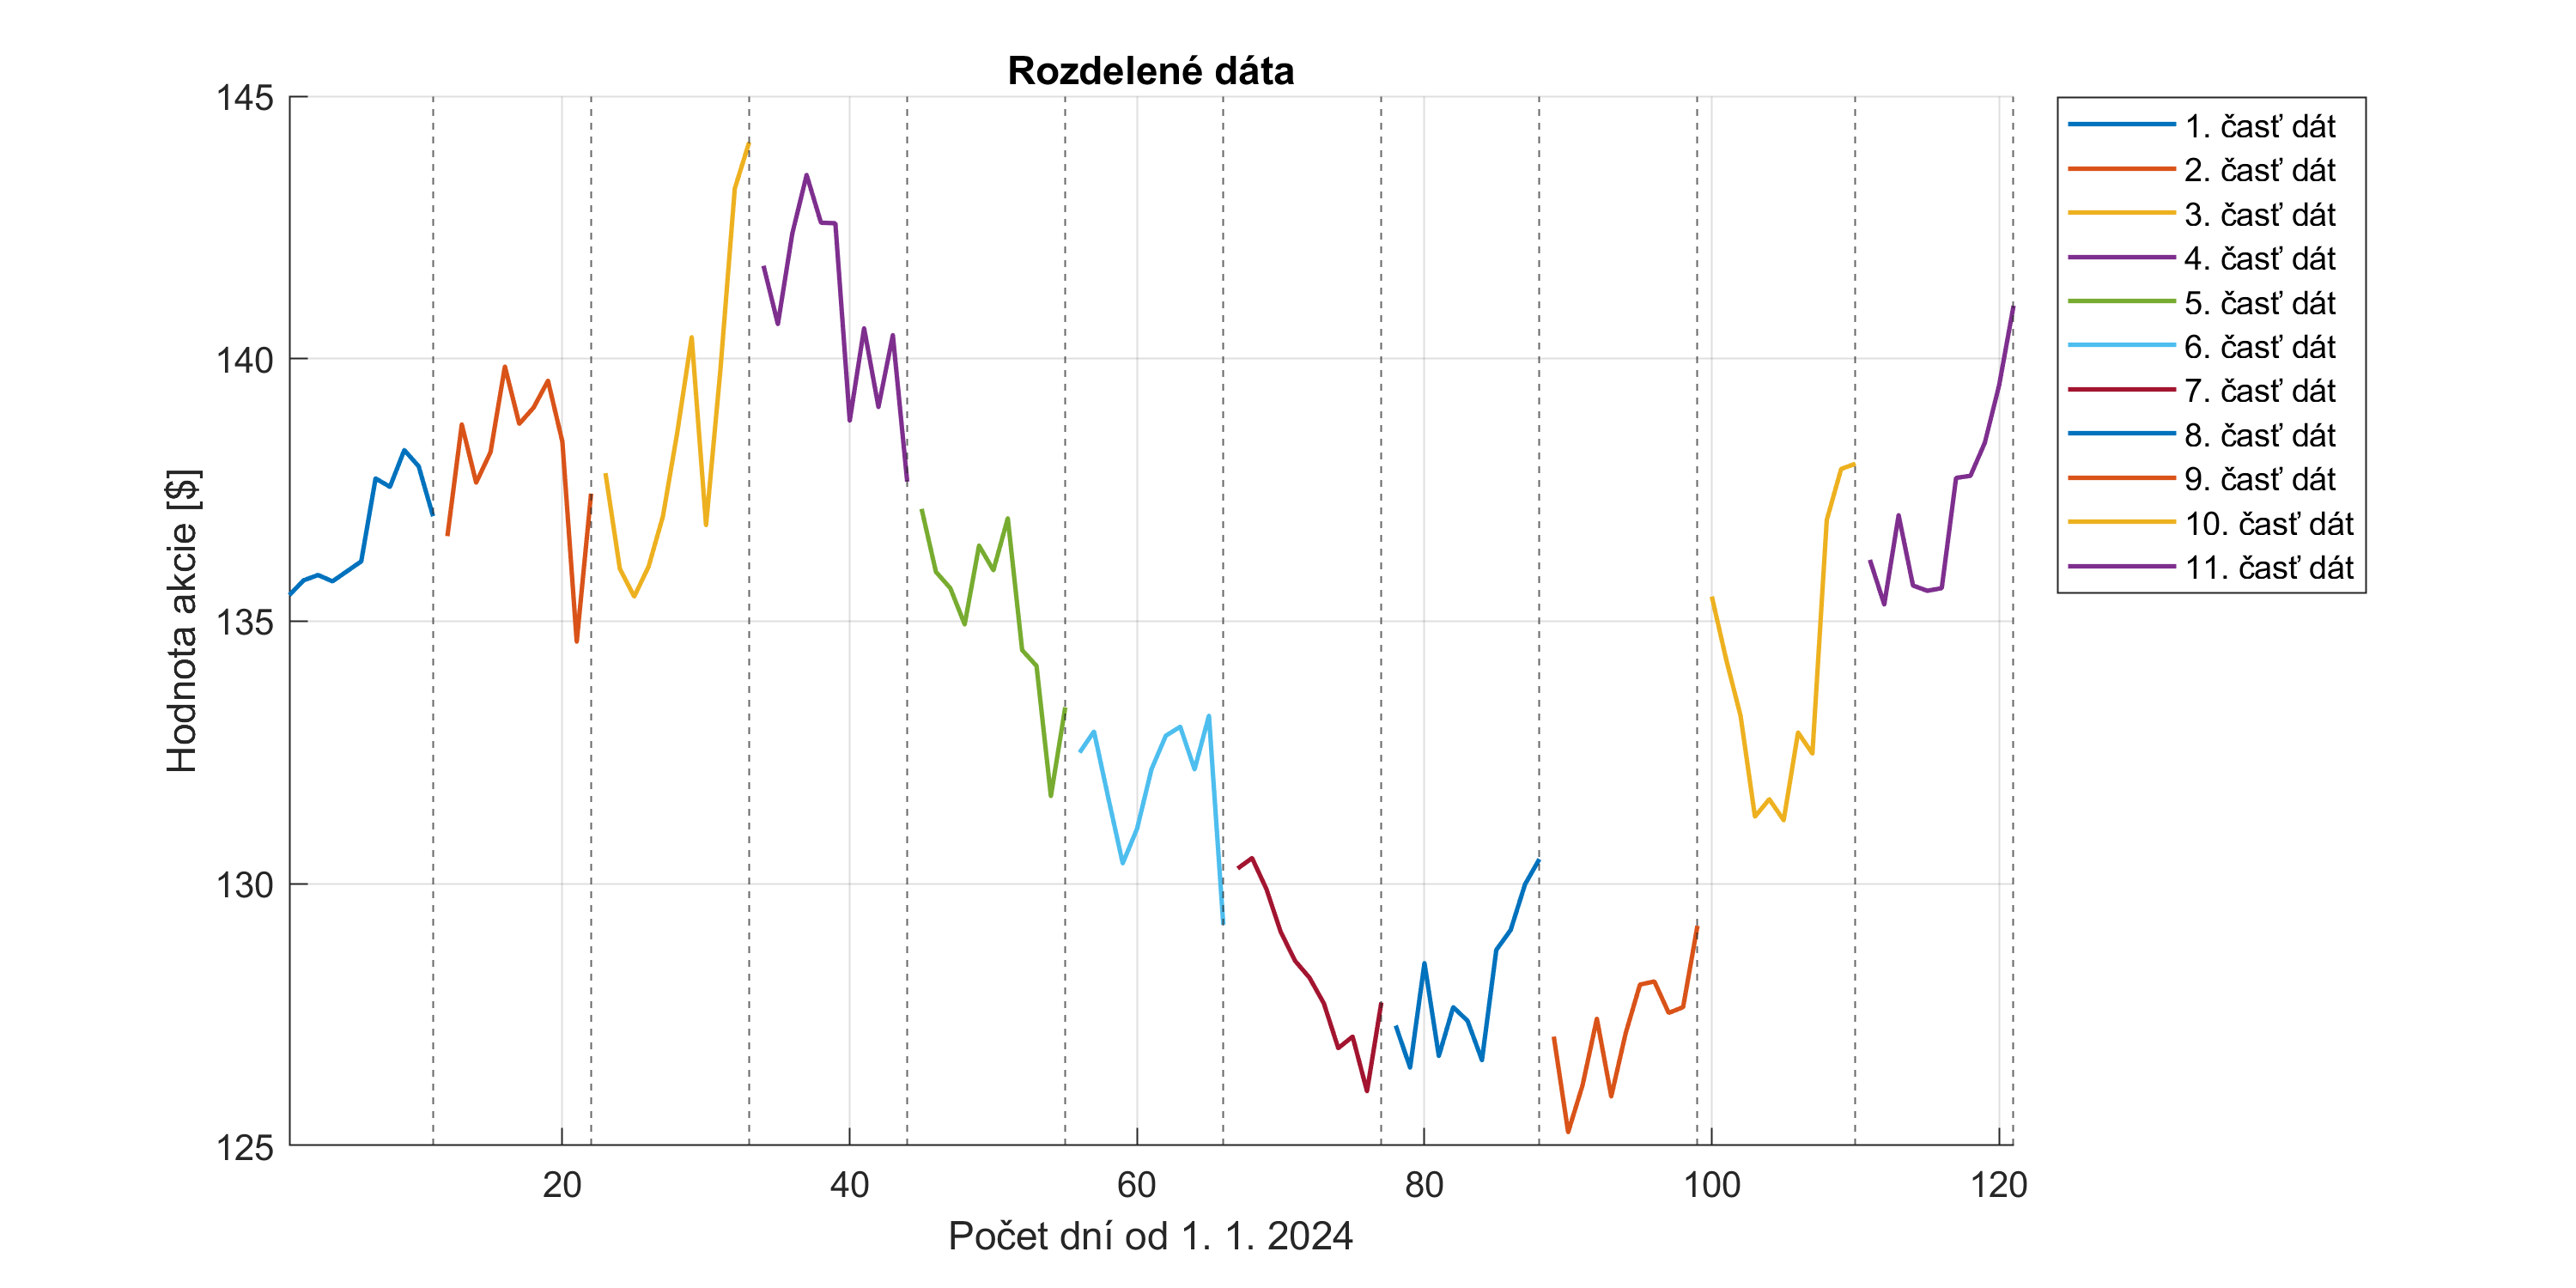 Rozdelené dáta
145
140
135
130
125
Hodnota akcie [$]
20
40
60
80
100
120
Počet dní od 1. 1. 2024
1. časť dát
2. časť dát
3. časť dát
4. časť dát
5. časť dát
6. časť dát
7. časť dát
8. časť dát
9. časť dát
10. časť dát
11. časť dát